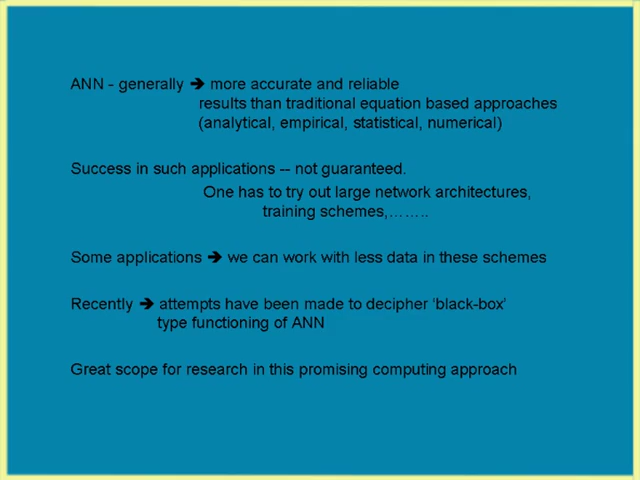 ANN - generally ➔ more accurate and reliable
results than traditional equation based approaches
(analytical, empirical, statistical, numerical)
Success in such applications -- not guaranteed.
One has to try out large network architectures,
training schemes,……..
Some applications ➔ we can work with less data in these schemes
Recently ➔ attempts have been made to decipher ‘black-box’
type functioning of ANN
Great scope for research in this promising computing approach